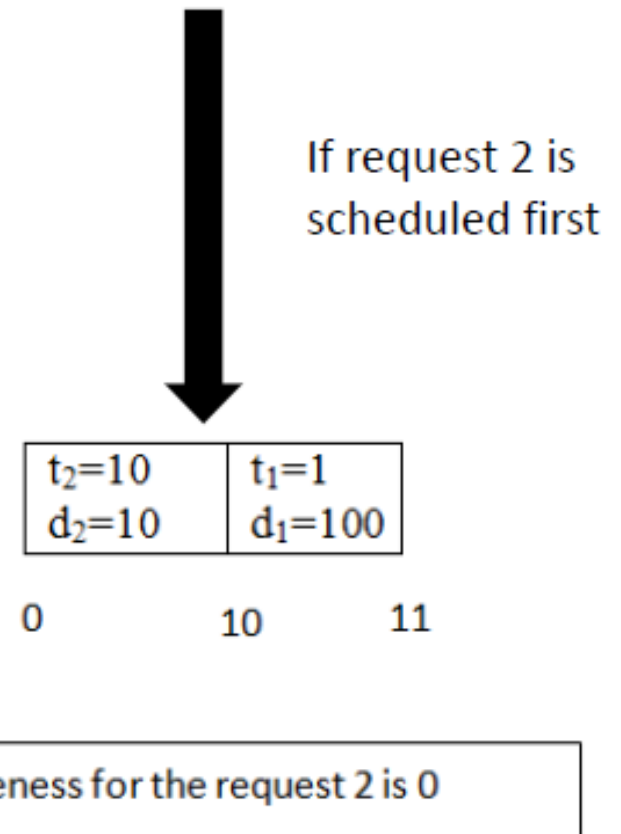 If request 2 is
scheduled first
t₂=10
d₂=10
t₁=1
d₁=100
0
10
11
for the request 2 is 0